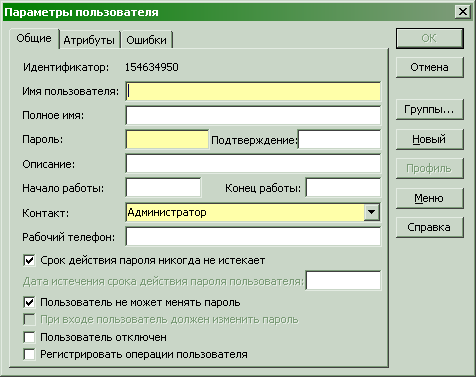 Параметры пользователя
Общие Атрибуты Ошибки
OK
Идентификатор: 154634950
Отмена
Имя пользователя:
Полное имя:
Группы...
Пароль: Подтверждение:
Новый
Описание:
Профиль
Начало работы: Конец работы:
Меню
Контакт: Администратор
Справка
Рабочий телефон:
Срок действия пароля никогда не истекает
Дата истечения срока действия пароля пользователя:
Пользователь не может менять пароль
При входе пользователь должен изменить пароль
Пользователь отключен
Регистрировать операции пользователя